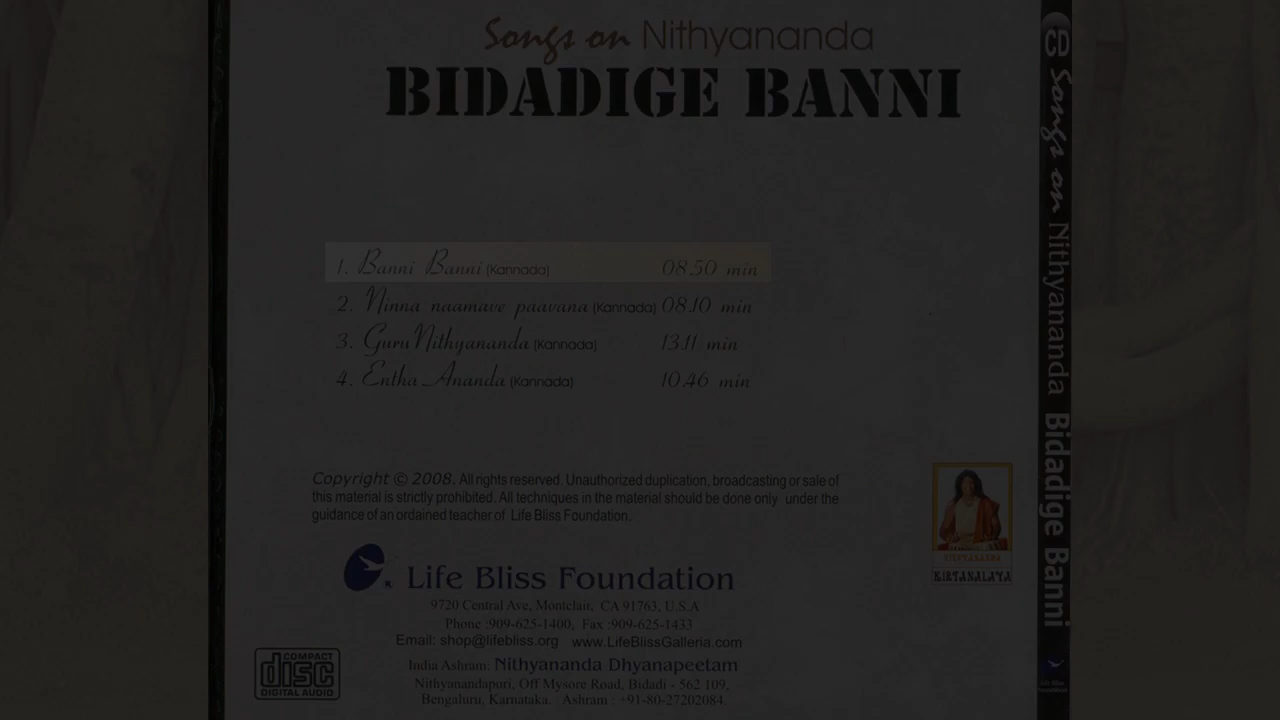 Songs on Nithyananda
BIDADIGE BANNI
1. Banni Banni (Kannada) 08.50 min
2. Ninna naamave paavana (Kannada) 08.10 min
3. Guru Nithyananda (Kannada) 13.11 min
4. Entha Ananda (Kannada) 10.46 min
Copyright © 2008. All rights reserved. Unauthorized duplication, broadcasting or sale of
this material is strictly prohibited. All techniques in the material should be done only under the
guidance of an ordained teacher of Life Bliss Foundation.
Life Bliss Foundation
9720 Central Ave, Montclair, CA 91763, U.S.A
Phone :909-625-1400, Fax :909-625-1433
Email: shop@lifebliss.org www.LifeBlissGalleria.com
India Ashram: Nithyananda Dhyanapeetam
Nithyanandapuri, Off Mysore Road, Bidadi - 562 109,
Bengaluru, Karnataka. Ashram : +91-80-27202084.
COMPACT
disc
DIGITAL AUDIO
KIRTANALAYA
CD Songs on Nithyananda Bidadige Banni
Life Bliss
Foundation